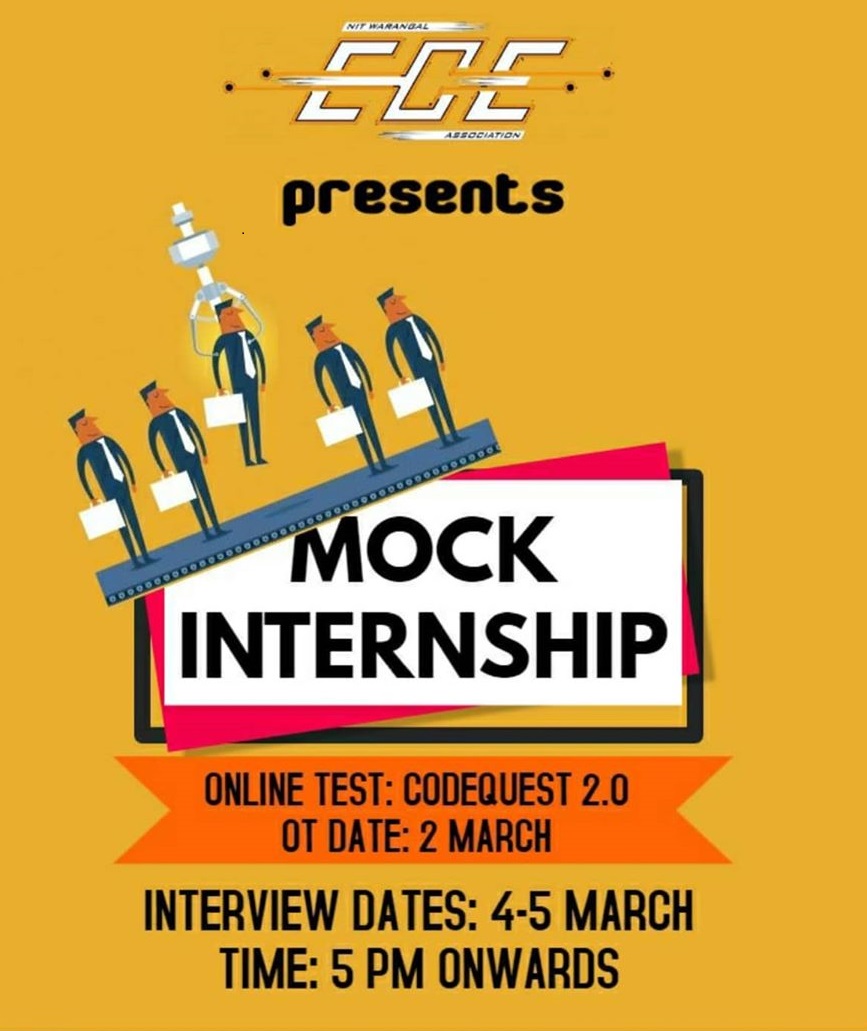 NIT WARANGAL
ECE
ASSOCIATION
presents
MOCK
INTERNSHIP
ONLINE TEST: CODEQUEST 2.0
OT DATE: 2 MARCH
INTERVIEW DATES: 4-5 MARCH
TIME: 5 PM ONWARDS